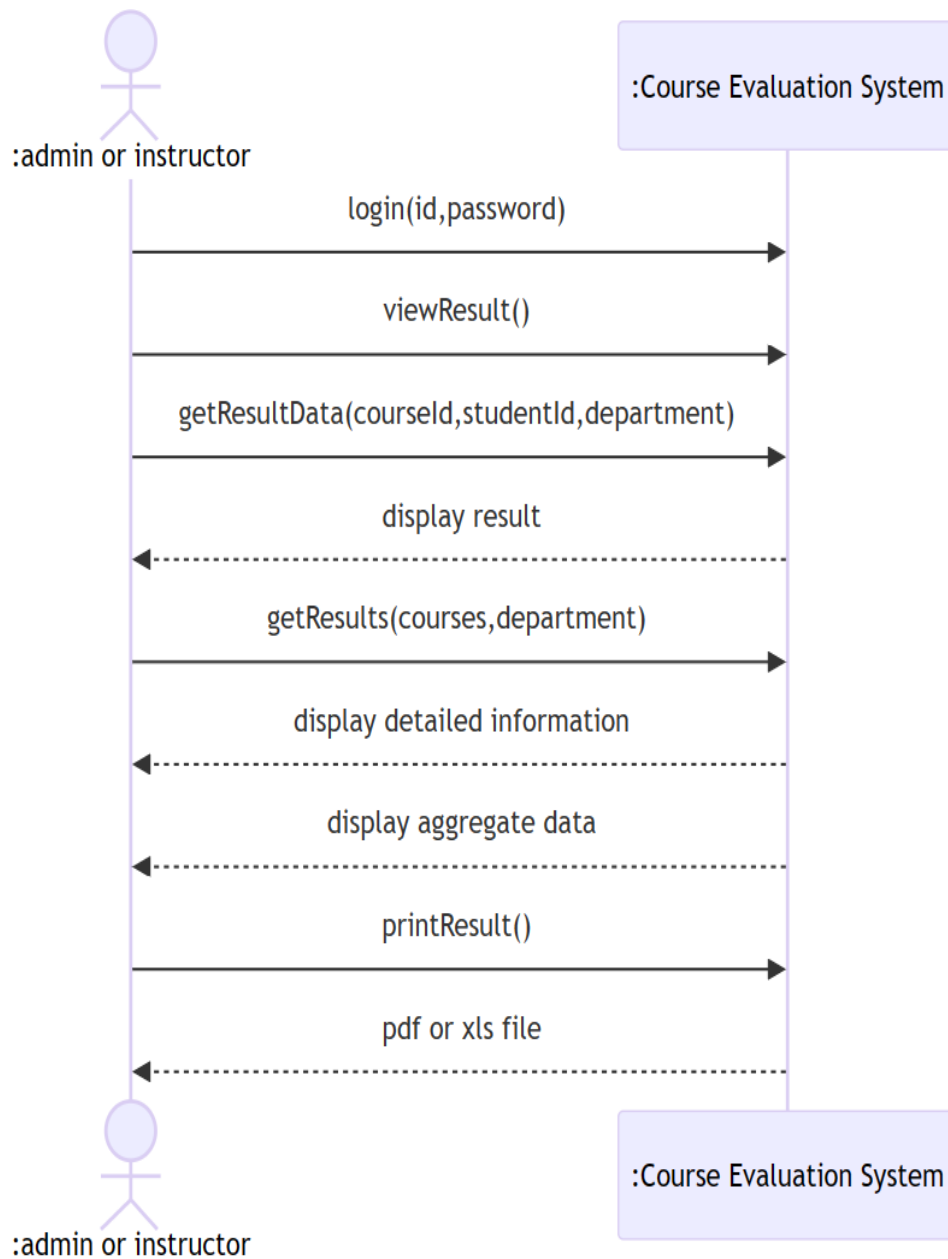 :Course Evaluation System
:admin or instructor
login(id,password)
viewResult()
getResultData(courseId,studentId,department)
display result
getResults(courses,department)
display detailed information
display aggregate data
printResult()
pdf or xls file
:Course Evaluation System
:admin or instructor